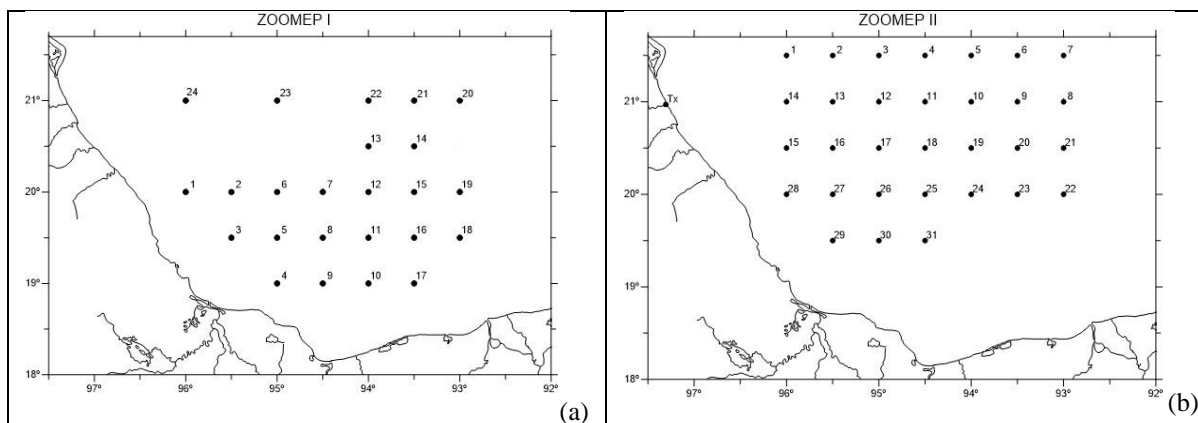 ZOOMEP I
24 23 22 21 20
21°
13 14
1 2 6 7 12 15 19
20°
3 5 8 11 16 18
4 9 10 17
19°
18°
97° 96° 95° 94° 93° 92°
(a)
ZOOMEP II
1 2 3 4 5 6 7
Tx 14 13 12 11 10 9 8
21°
15 16 17 18 19 20 21
28 27 26 25 24 23 22
20°
29 30 31
19°
18°
97° 96° 95° 94° 93° 92°
(b)